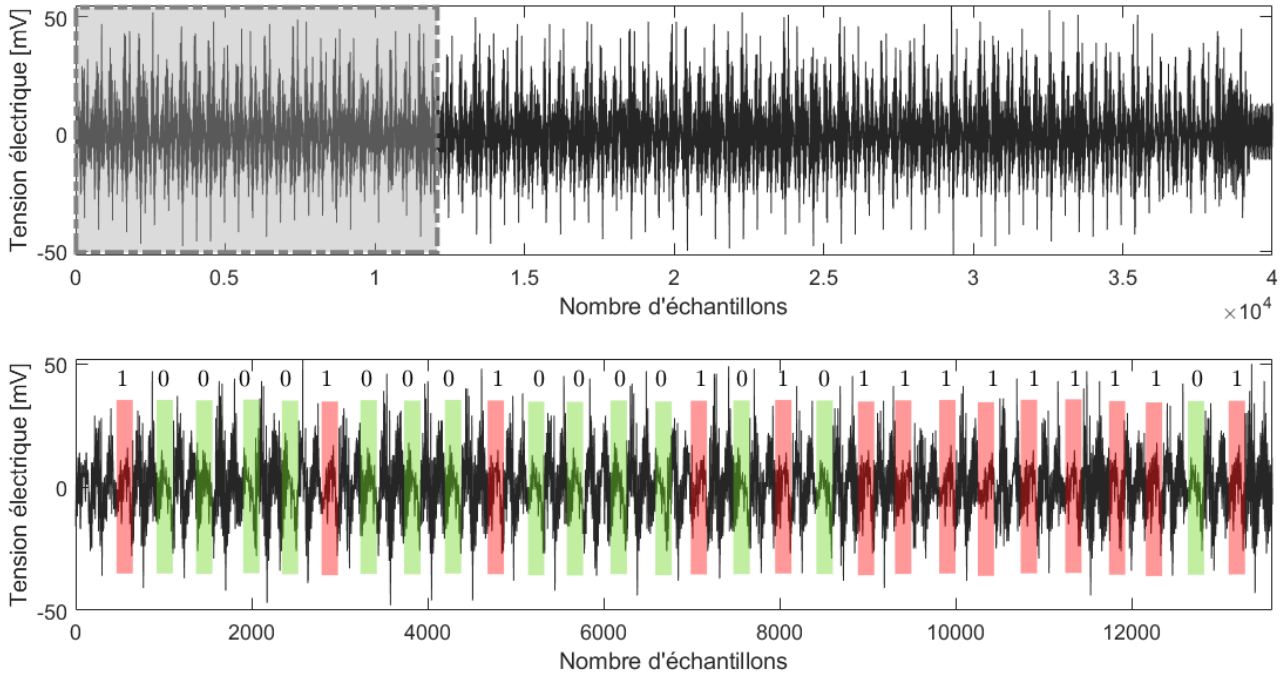 Tension électrique [mV]
50
0
-50
0 0.5 1 1.5 2 2.5 3 3.5 4
Nombre d'échantillons
×10⁴
Tension électrique [mV]
50
0
-50
1 0 0 0 0 1 0 0 0 1 0 0 0 0 1 0 1 0 1 1 1 1 1 1 1 1 0 1
0 2000 4000 6000 8000 10000 12000
Nombre d'échantillons